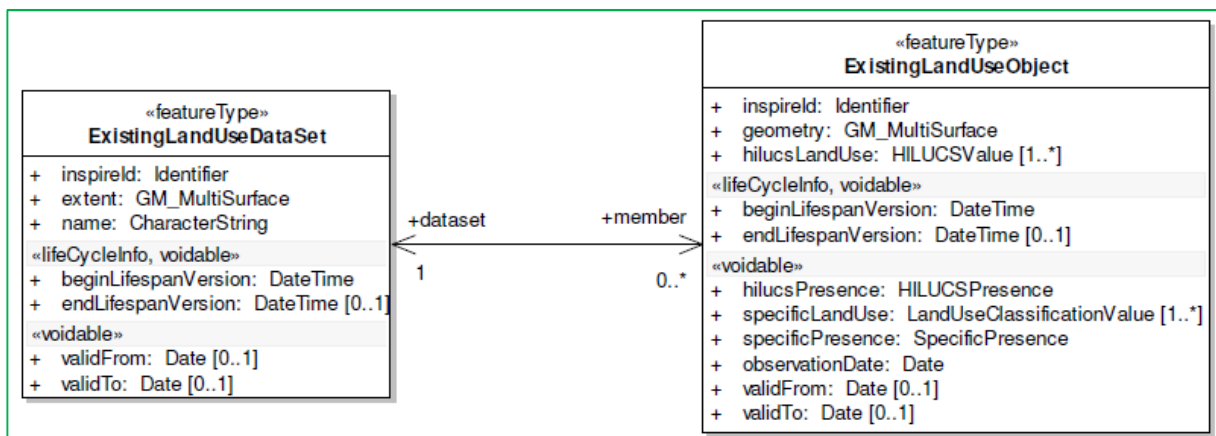 «featureType»
ExistingLandUseDataSet
+ inspireId: Identifier
+ extent: GM_MultiSurface
+ name: CharacterString
«lifeCycleInfo, voidable»
+ beginLifespanVersion: DateTime
+ endLifespanVersion: DateTime [0..1]
«voidable»
+ validFrom: Date [0..1]
+ validTo: Date [0..1]
+dataset
1
+member
0..*
«featureType»
ExistingLandUseObject
+ inspireId: Identifier
+ geometry: GM_MultiSurface
+ hilucsLandUse: HILUCSValue [1..*]
«lifeCycleInfo, voidable»
+ beginLifespanVersion: DateTime
+ endLifespanVersion: DateTime [0..1]
«voidable»
+ hilucsPresence: HILUCSPresence
+ specificLandUse: LandUseClassificationValue [1..*]
+ specificPresence: SpecificPresence
+ observationDate: Date
+ validFrom: Date [0..1]
+ validTo: Date [0..1]